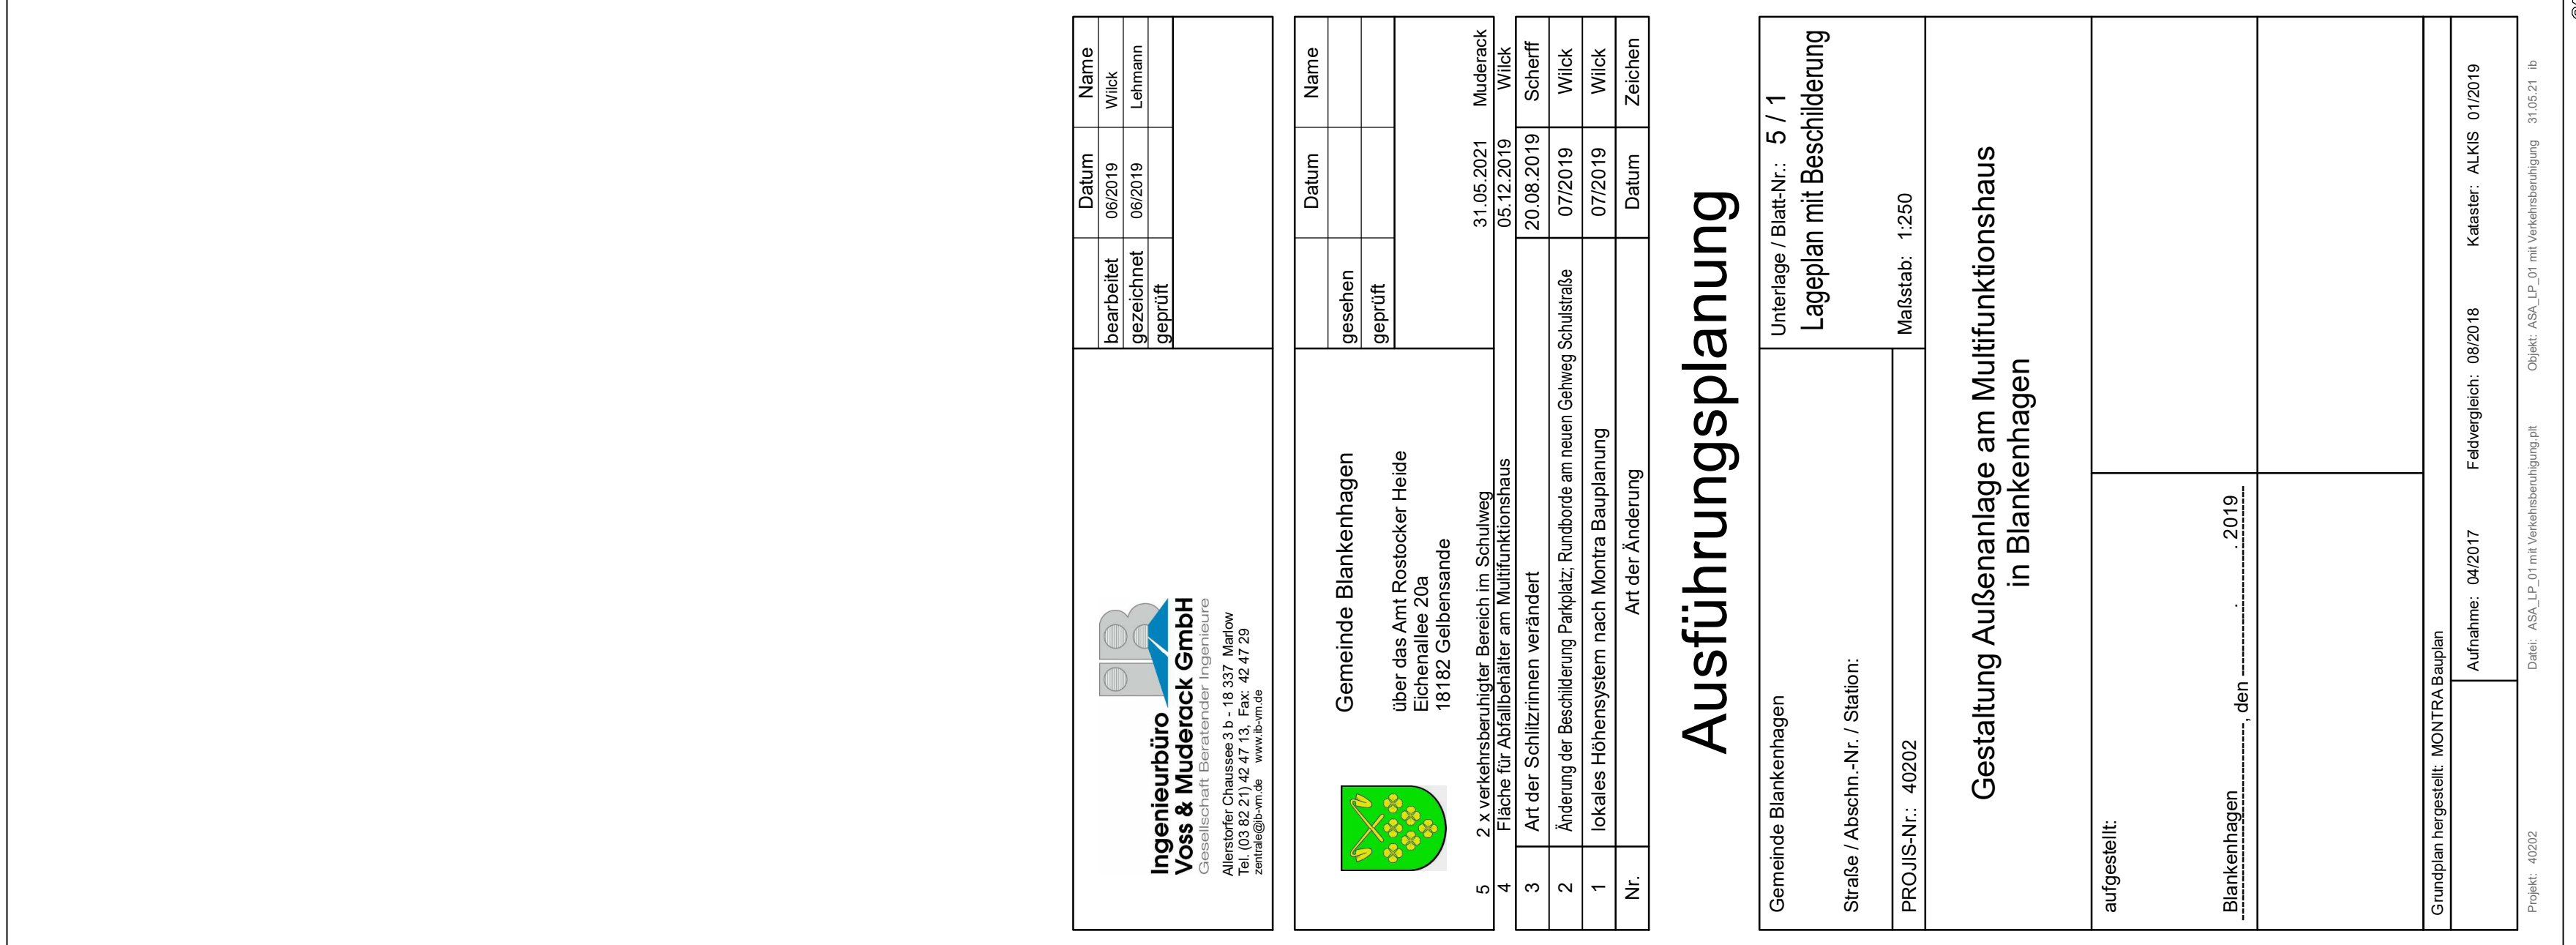 Datum Name
bearbeitet 06/2019 Wilck
gezeichnet 06/2019 Lehmann
geprüft
Ingenieurbüro
Voss & Muderack GmbH
Gesellschaft Beratender Ingenieure
Allerstorfer Chaussee 3 b - 18 337 Marlow
Tel. (03 82 21) 42 47 13, Fax: 42 47 29
zentrale@ib-vm.de www.ib-vm.de
Datum Name
gesehen
geprüft
Gemeinde Blankenhagen
über das Amt Rostocker Heide
Eichenallee 20a
18182 Gelbensande
5 2 x verkehrsberuhigter Bereich im Schulweg 31.05.2021 Muderack
4 Fläche für Abfallbehälter am Multifunktionshaus 05.12.2019 Wilck
3 Art der Schlitzrinnen verändert 20.08.2019 Scherff
2 Änderung der Beschilderung Parkplatz; Rundborde am neuen Gehweg Schulstraße 07/2019 Wilck
1 lokales Höhensystem nach Montra Bauplanung 07/2019 Wilck
Nr. Art der Änderung Datum Zeichen
Ausführungsplanung
Gemeinde Blankenhagen
Straße / Abschn.-Nr. / Station:
PROJIS-Nr.: 40202
Unterlage / Blatt-Nr.: 5 / 1
Lageplan mit Beschilderung
Maßstab: 1:250
Gestaltung Außenanlage am Multifunktionshaus
in Blankenhagen
aufgestellt:
Blankenhagen, den . . 2019
Grundplan hergestellt: MONTRA Bauplan
Aufnahme: 04/2017 Feldvergleich: 08/2018 Kataster: ALKIS 01/2019
Projekt: 40202 Datei: ASA_LP_01 mit Verkehrsberuhigung.plt Objekt: ASA_LP_01 mit Verkehrsberuhigung 31.05.21 ib